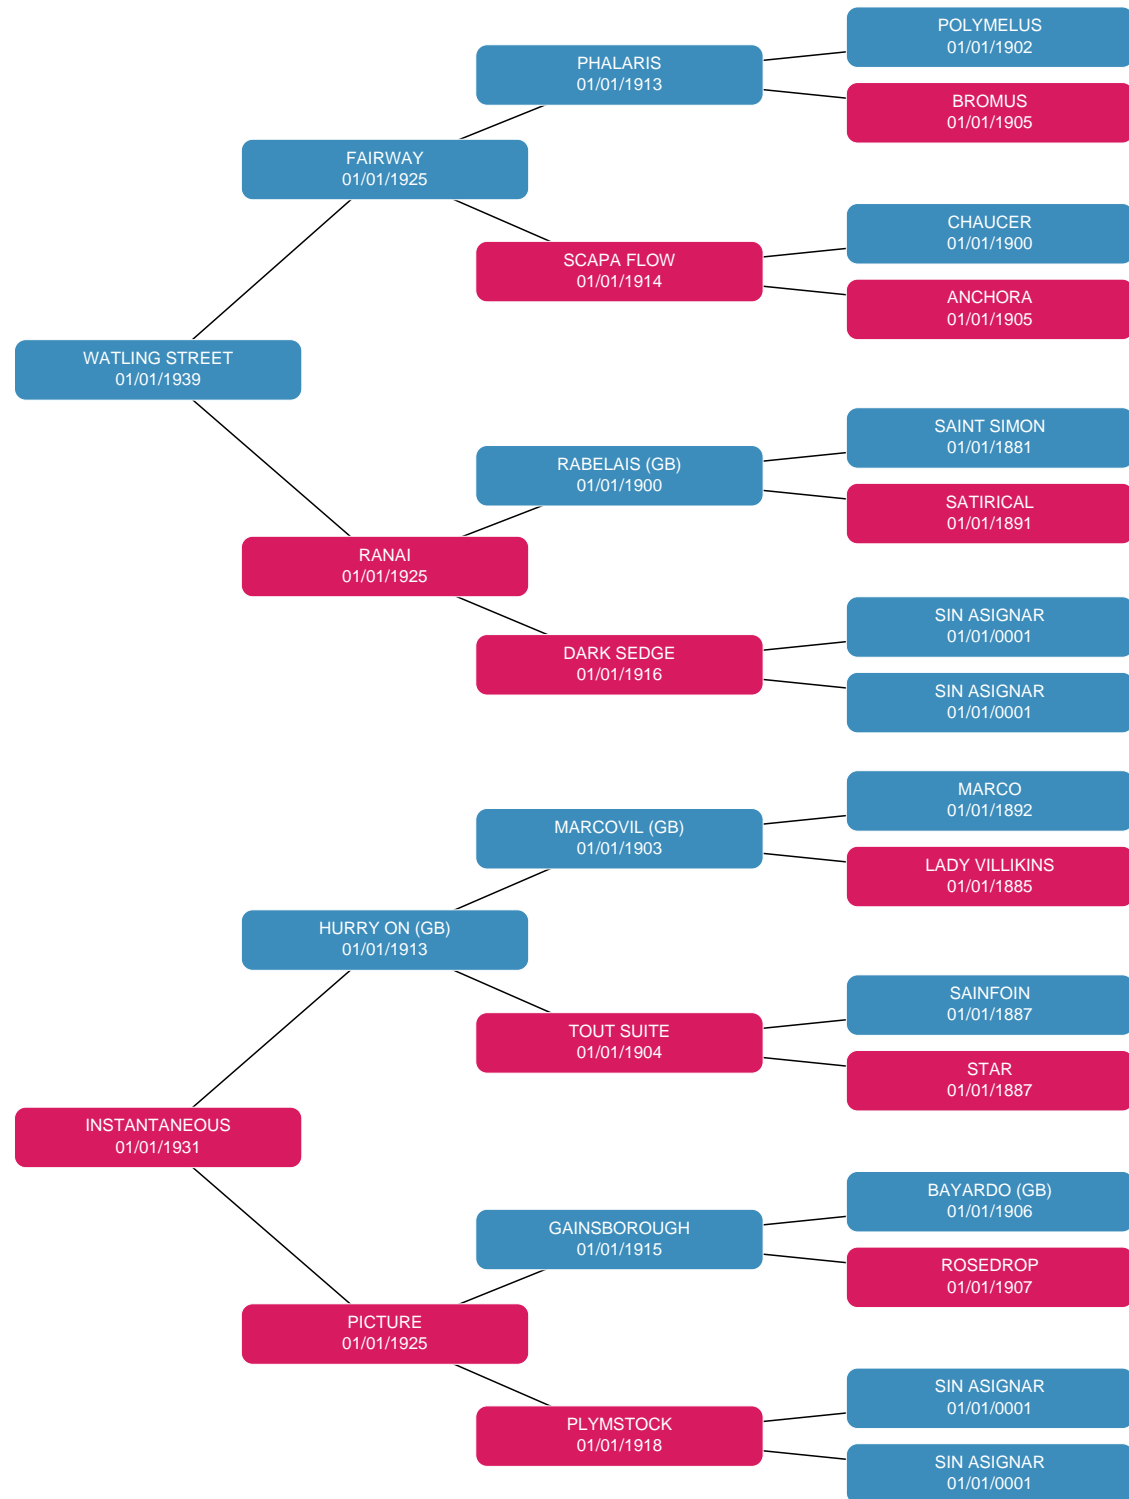 POLYMELUS
01/01/1902
PHALARIS
01/01/1913
BROMUS
01/01/1905
FAIRWAY
01/01/1925
CHAUCER
01/01/1900
SCAPA FLOW
01/01/1914
ANCHORA
01/01/1905
WATLING STREET
01/01/1939
SAINT SIMON
01/01/1881
RABELAIS (GB)
01/01/1900
SATIRICAL
01/01/1891
RANAI
01/01/1925
SIN ASIGNAR
01/01/0001
DARK SEDGE
01/01/1916
SIN ASIGNAR
01/01/0001
MARCO
01/01/1892
MARCOVIL (GB)
01/01/1903
LADY VILLIKINS
01/01/1885
HURRY ON (GB)
01/01/1913
SAINFOIN
01/01/1887
TOUT SUITE
01/01/1904
STAR
01/01/1887
INSTANTANEOUS
01/01/1931
BAYARDO (GB)
01/01/1906
GAINSBOROUGH
01/01/1915
ROSEDROP
01/01/1907
PICTURE
01/01/1925
SIN ASIGNAR
01/01/0001
PLYMSTOCK
01/01/1918
SIN ASIGNAR
01/01/0001